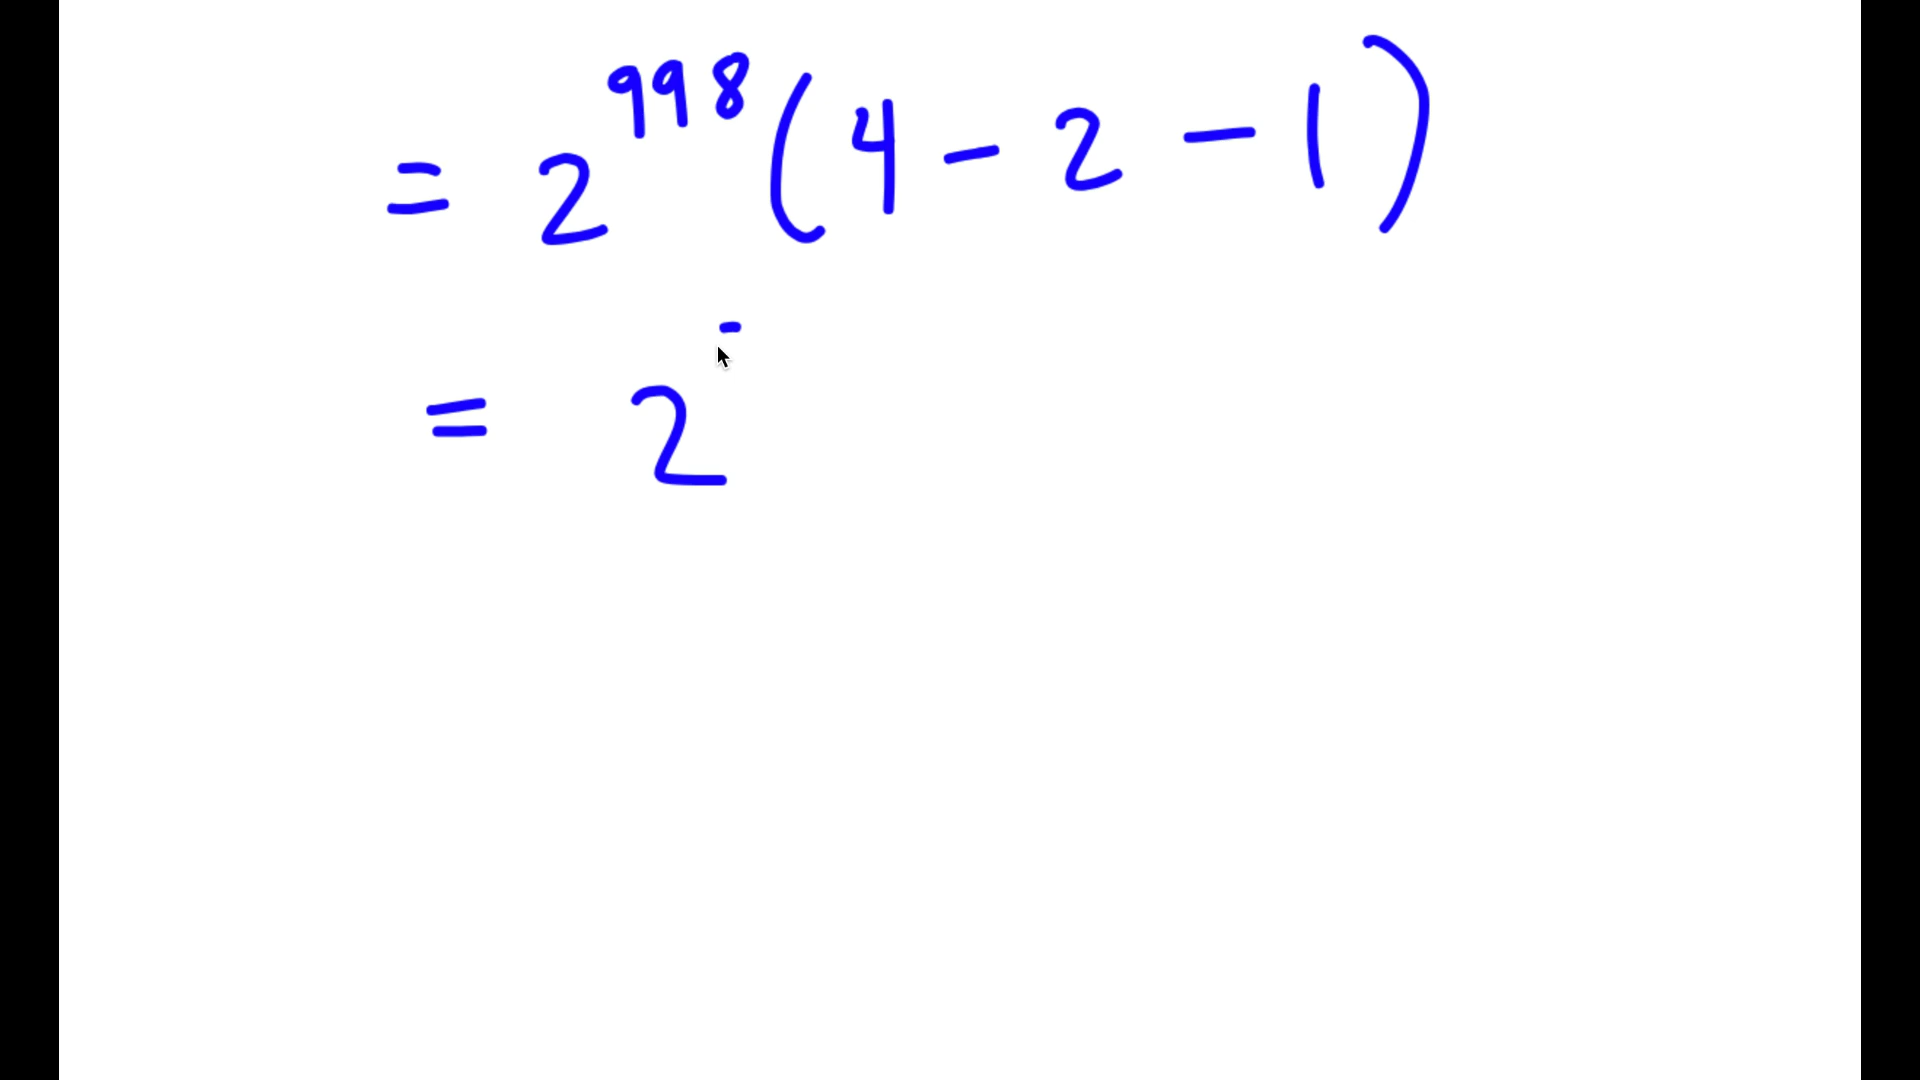 = 2^998 (4 - 2 - 1)
= 2^-